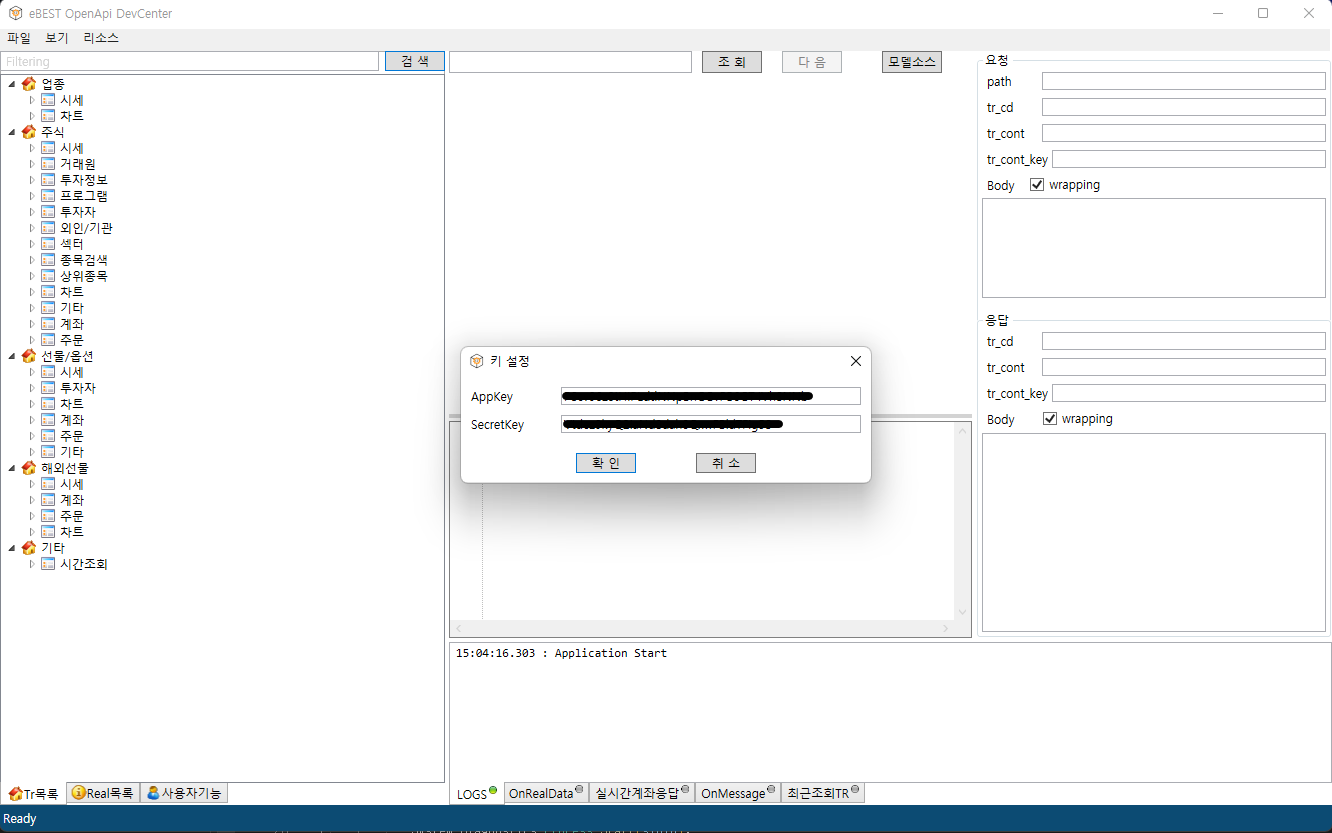 eBEST OpenApi DevCenter
파일 보기 리소스
Filtering 검 색 조 회 다 음 모델소스
업종
시세
차트
주식
시세
거래원
투자정보
프로그램
투자자
외인/기관
섹터
종목검색
상위종목
차트
기타
계좌
주문
선물/옵션
시세
투자자
차트
계좌
주문
기타
해외선물
시세
계좌
주문
차트
기타
시간조회
Tr목록 Real목록 사용자기능
키 설정
AppKey
SecretKey
확 인 취 소
15:04:16.303 : Application Start
LOGS OnRealData 실시간계좌응답 OnMessage 최근조회TR
요청
path
tr_cd
tr_cont
tr_cont_key
Body wrapping
응답
tr_cd
tr_cont
tr_cont_key
Body wrapping
Ready